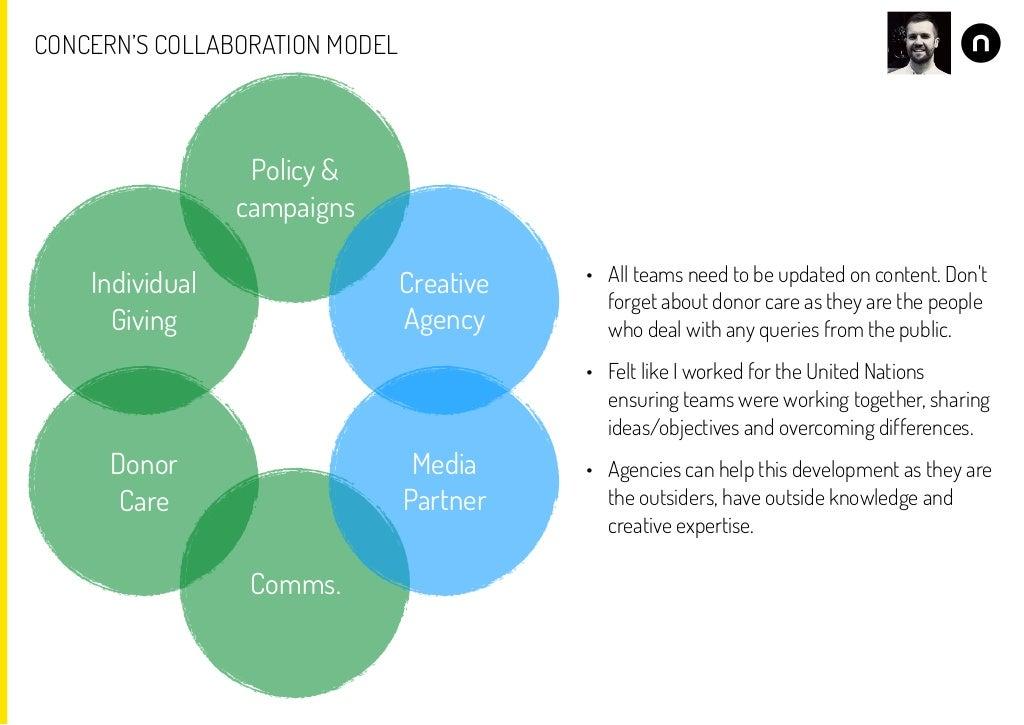 CONCERN'S COLLABORATION MODEL
n
Policy &
campaigns
Individual
Giving
Creative
Agency
Donor
Care
Media
Partner
Comms.
• All teams need to be updated on content. Don't
forget about donor care as they are the people
who deal with any queries from the public.
• Felt like I worked for the United Nations
ensuring teams were working together, sharing
ideas/objectives and overcoming differences.
• Agencies can help this development as they are
the outsiders, have outside knowledge and
creative expertise.